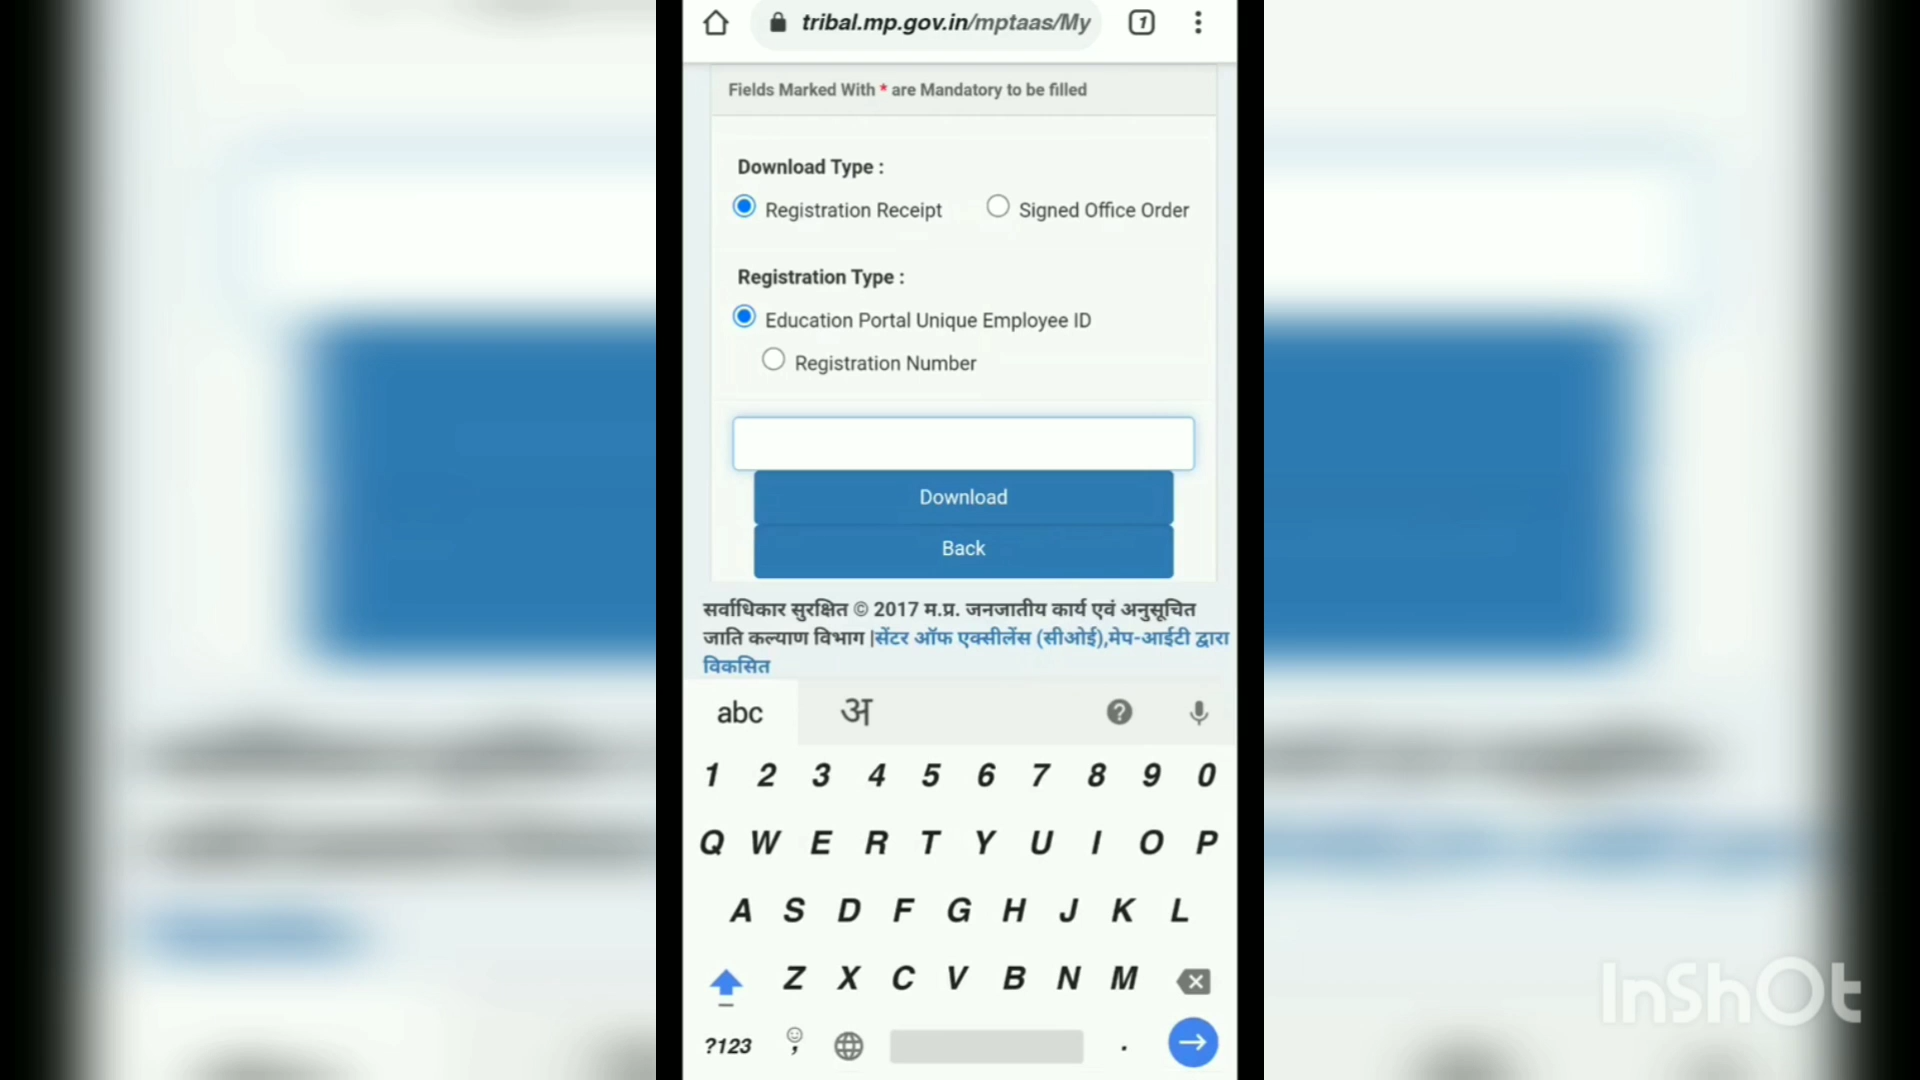 tribal.mp.gov.in/mptaas/My
1
Fields Marked With * are Mandatory to be filled
Download Type :
Registration Receipt Signed Office Order
Registration Type :
Education Portal Unique Employee ID
Registration Number
Download
Back
सर्वाधिकार सुरक्षित © 2017 म.प्र. जनजातीय कार्य एवं अनुसूचित
जाति कल्याण विभाग |सेंटर ऑफ एक्सीलेंस (सीओई),मेप-आईटी द्वारा
विकसित
abc अ ?
1 2 3 4 5 6 7 8 9 0
Q W E R T Y U I O P
A S D F G H J K L
Z X C V B N M
?123 , .
InShOt